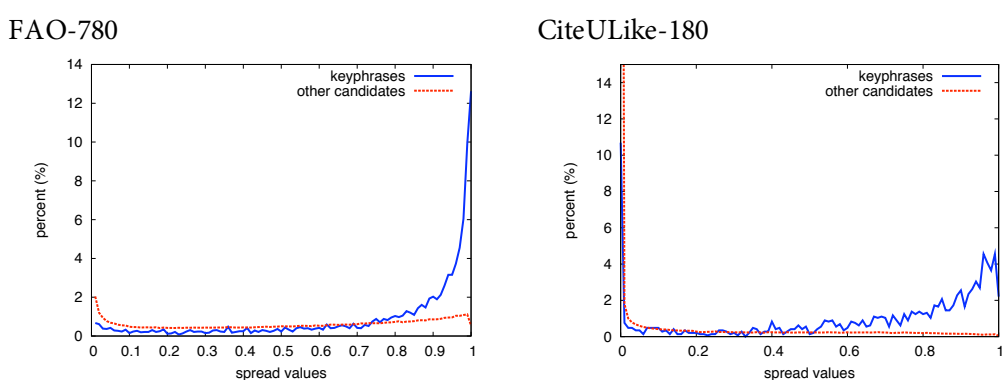 FAO-780
CiteULike-180
14
12
10
8
6
4
2
0
percent (%)
keyphrases
other candidates
0 0.1 0.2 0.3 0.4 0.5 0.6 0.7 0.8 0.9 1
spread values
14
12
10
8
6
4
2
0
percent (%)
keyphrases
other candidates
0 0.2 0.4 0.6 0.8 1
spread values